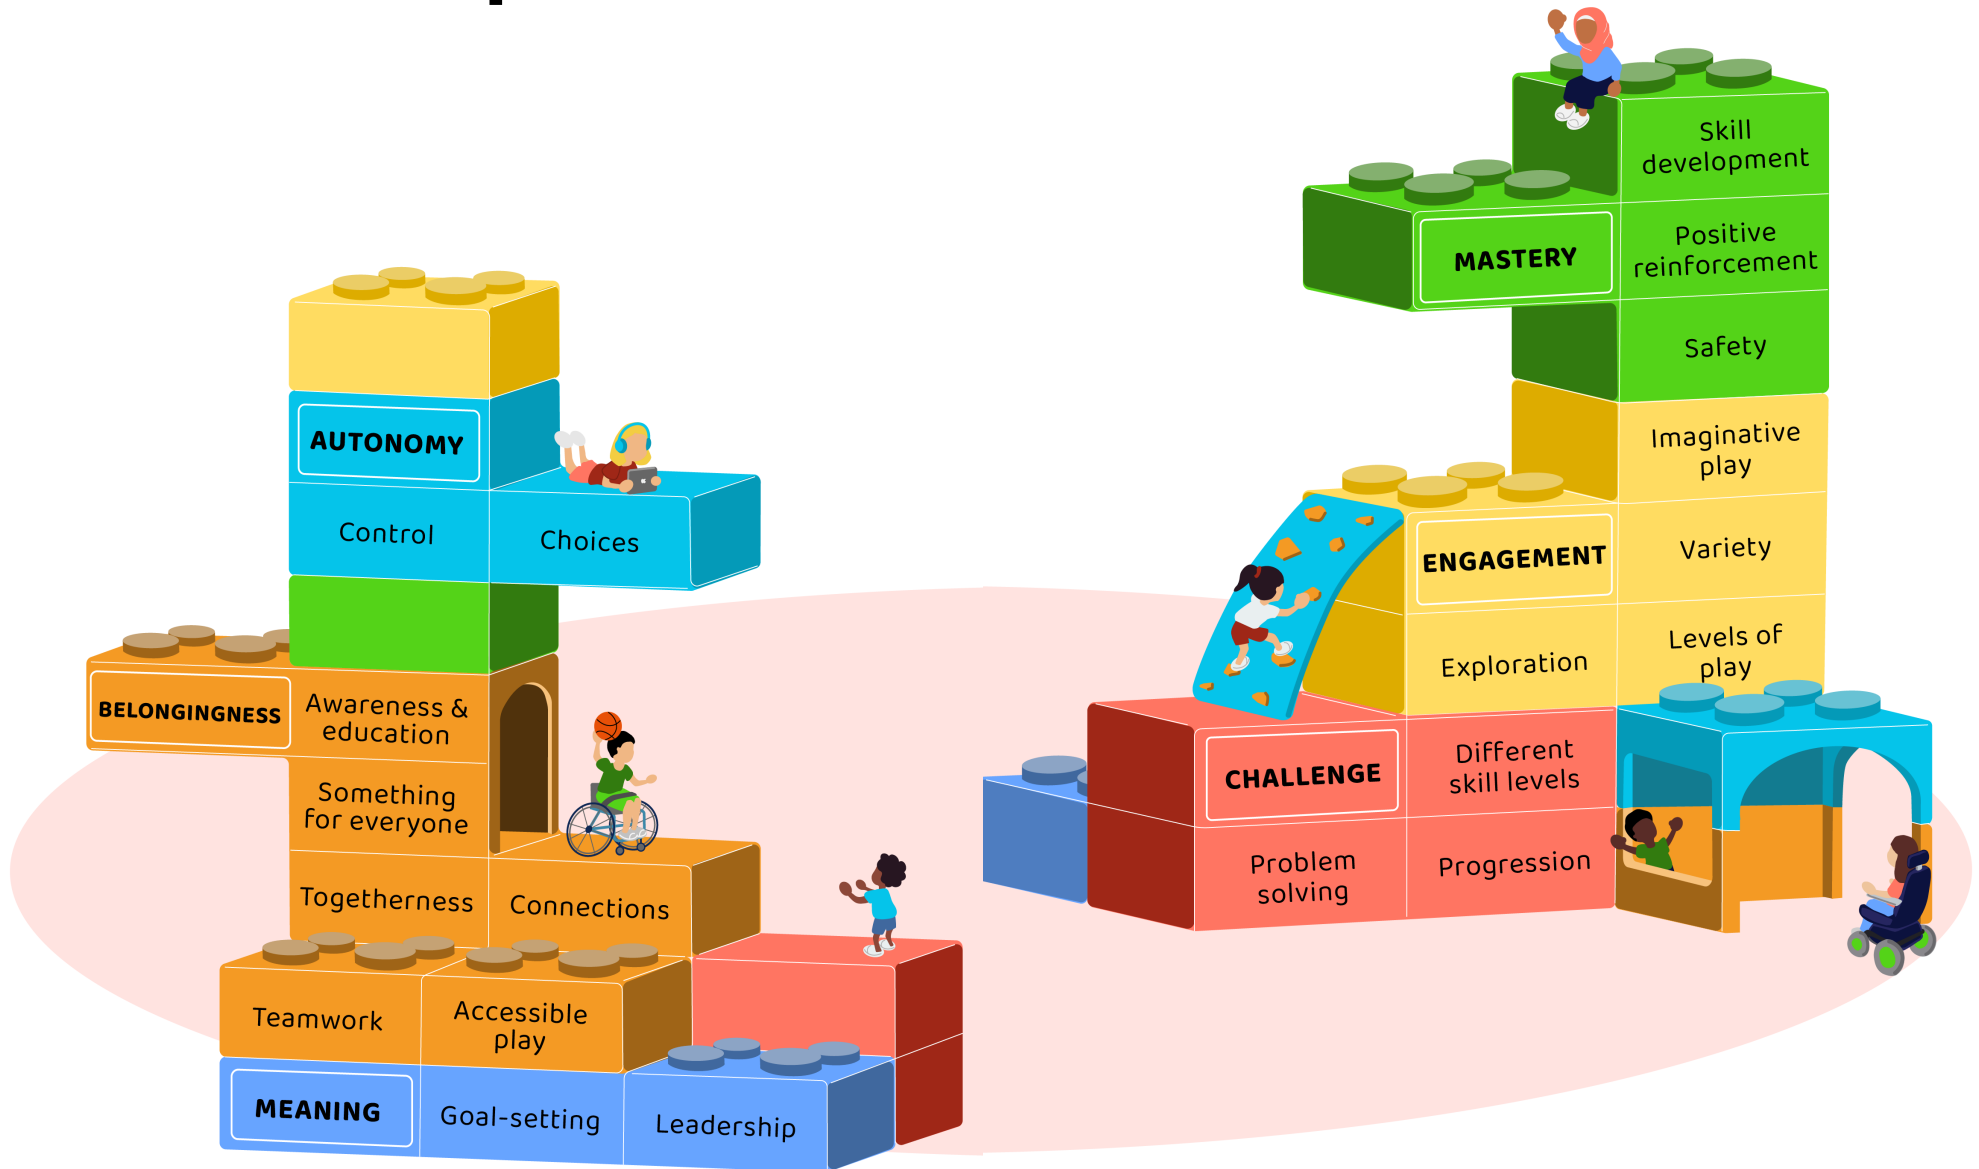 AUTONOMY
Control
Choices
BELONGINGNESS
Awareness &
education
Something
for everyone
Togetherness
Connections
Teamwork
Accessible
play
MEANING
Goal-setting
Leadership
Skill
development
MASTERY
Positive
reinforcement
Safety
Imaginative
play
ENGAGEMENT
Variety
Exploration
Levels of
play
CHALLENGE
Different
skill levels
Problem
solving
Progression